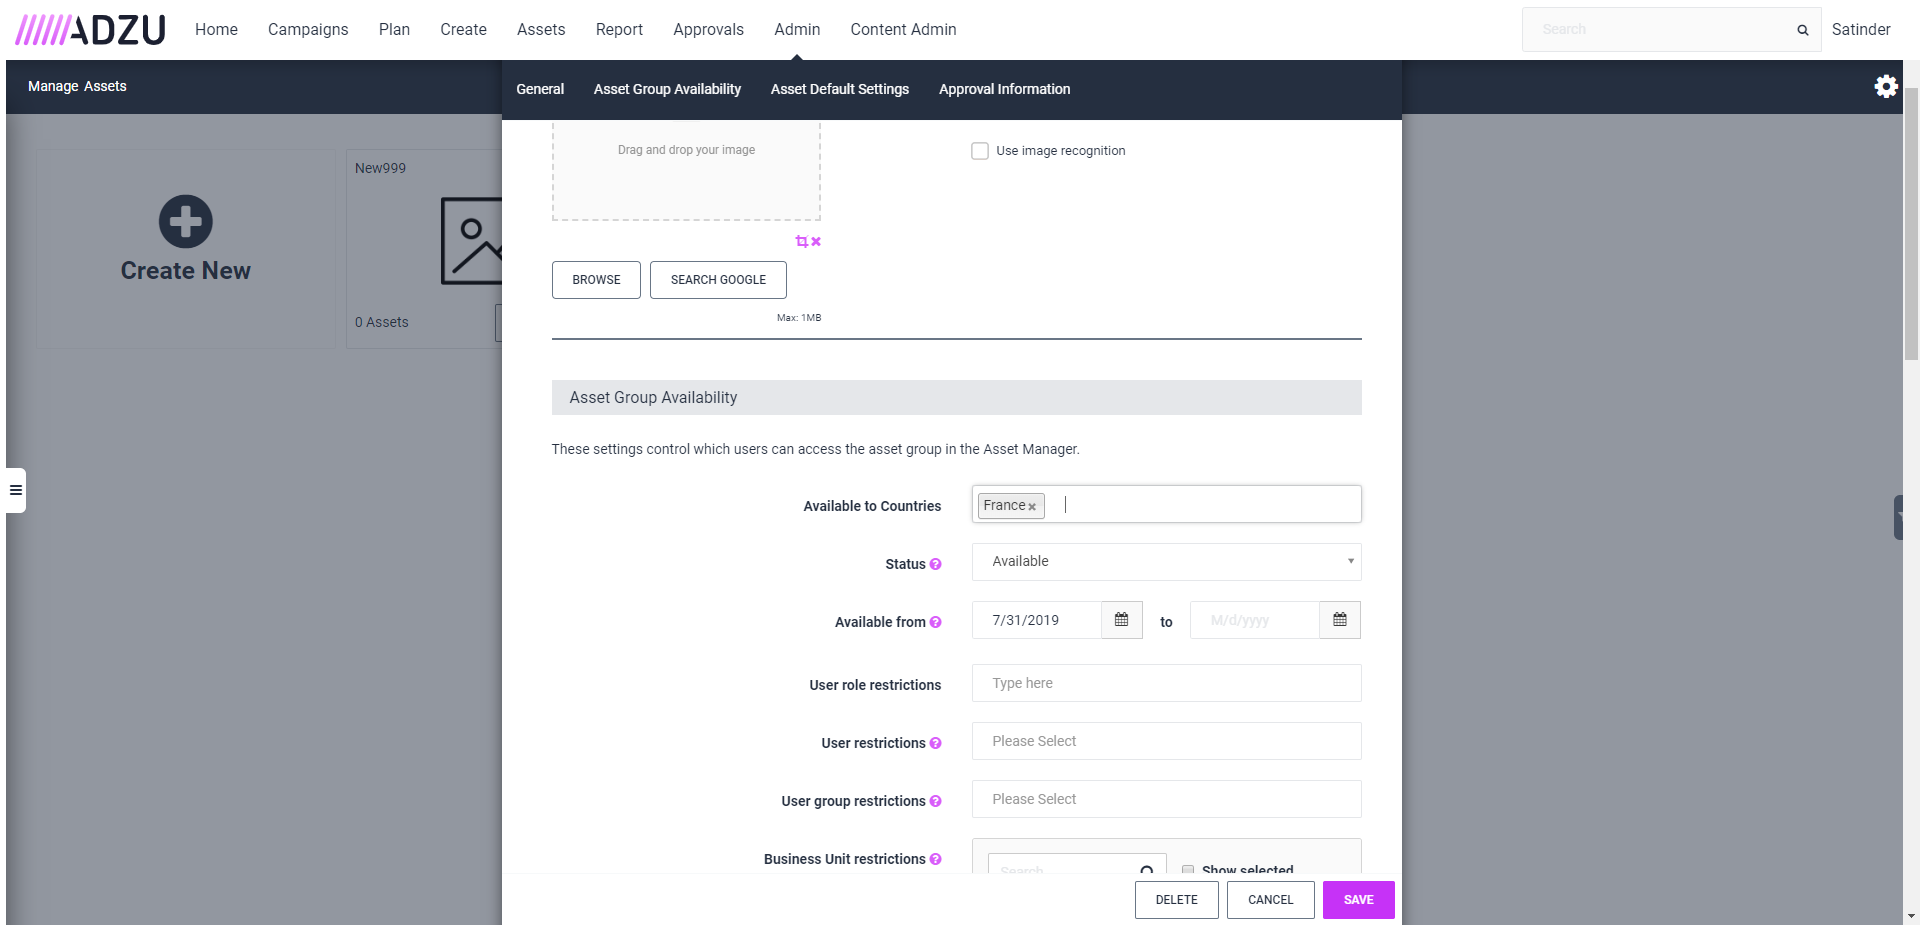 ADZU Home Campaigns Plan Create Assets Report Approvals Admin Content Admin Search Satinder
Manage Assets
General Asset Group Availability Asset Default Settings Approval Information
Drag and drop your image
Use image recognition
New999
Create New
0 Assets
BROWSE SEARCH GOOGLE
Max: 1MB
Asset Group Availability
These settings control which users can access the asset group in the Asset Manager.
Available to Countries France
Status Available
Available from 7/31/2019 to M/d/yyyy
User role restrictions Type here
User restrictions Please Select
User group restrictions Please Select
Business Unit restrictions Search Show selected
DELETE CANCEL SAVE